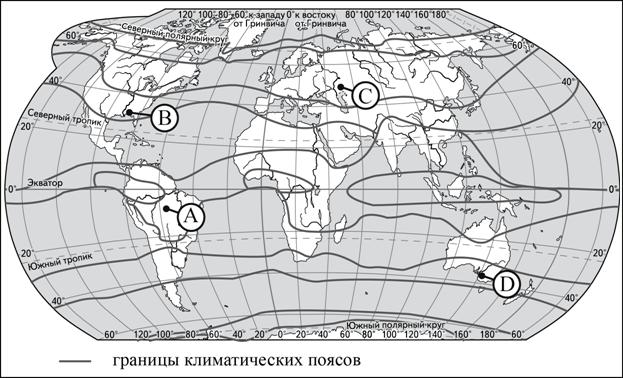 120° 100° -80° -60° к западу 0° к востоку 80° 100° 120° 140° 160° 180°
от Гринвича от Гринвича
Северный полярный круг
60° 60°
40° 40°
C
B
Северный тропик
20° 20°
Экватор
0° 0°
A
20° 20°
Южный тропик
D
40° 40°
Южный полярный круг
60° 120° 100° 80° 60° 40° 20° 0° 20° 40° 60° 80° 100° 120° 140° 160° 180° 60°
границы климатических поясов